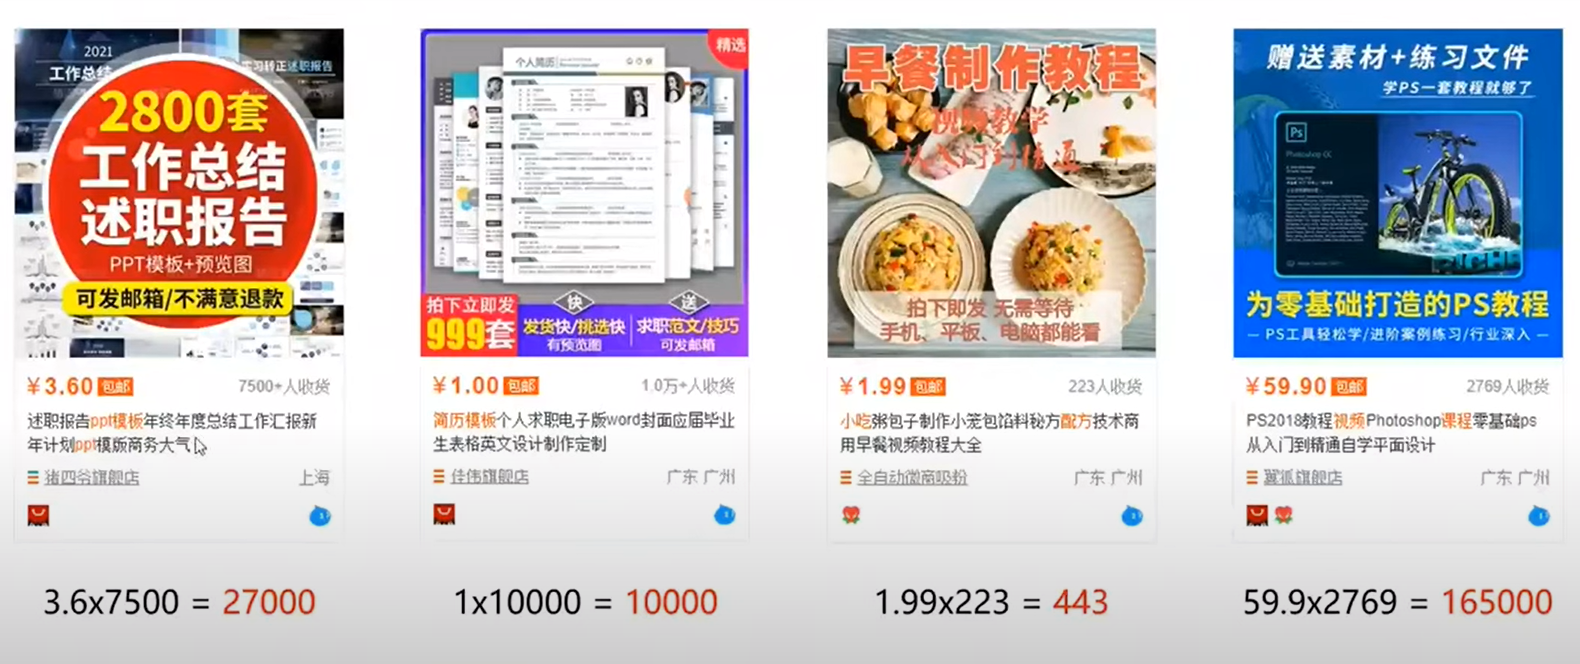 2021
工作总结
实习转正述职报告
2800套
工作总结
述职报告
PPT模板+预览图
可发邮箱/不满意退款
¥3.60 包邮 7500+人收货
述职报告ppt模板年终年度总结工作汇报新
年计划ppt模版商务大气
猪四爷旗舰店 上海
3.6x7500 = 27000
精选
个人简历
拍下立即发
999套
快
发货快/挑选快
有预览图
送
求职范文/技巧
可发邮箱
¥1.00 包邮 1.0万+人收货
简历模板个人求职电子版word封面应届毕业
生表格英文设计制作定制
佳伟旗舰店 广东 广州
1x10000 = 10000
早餐制作教程
视频教学
从入门到精通
拍下即发 无需等待
手机、平板、电脑都能看
¥1.99 包邮 223人收货
小吃粥包子制作小笼包馅料秘方配方技术商
用早餐视频教程大全
全自动微商吸粉 广东 广州
1.99x223 = 443
赠送素材+练习文件
学PS一套教程就够了
Ps
Photoshop CC
为零基础打造的PS教程
— PS工具轻松学/进阶案例练习/行业深入 —
¥59.90 包邮 2769人收货
PS2018教程视频Photoshop课程零基础ps
从入门到精通自学平面设计
翼狐旗舰店 广东 广州
59.9x2769 = 165000